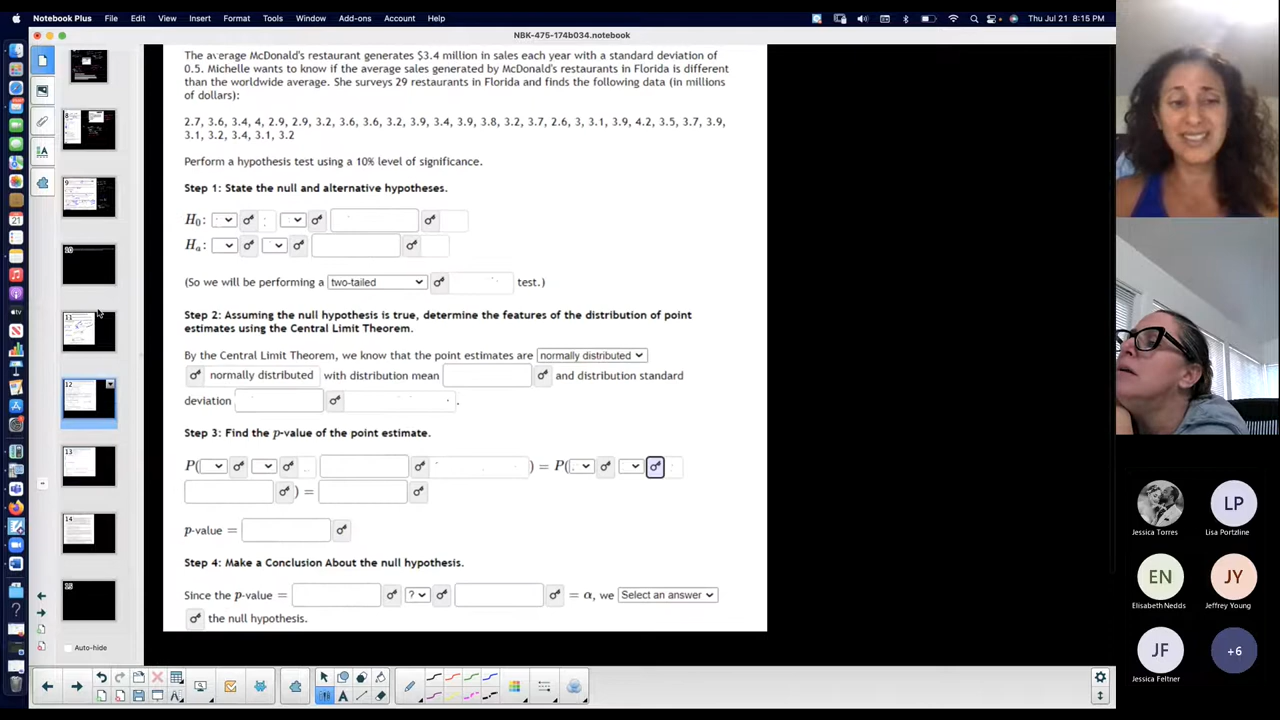 Notebook Plus File Edit View Insert Format Tools Window Add-ons Account Help
Thu Jul 21 8:15 PM
NBK-475-174b034.notebook
The average McDonald's restaurant generates $3.4 million in sales each year with a standard deviation of
0.5. Michelle wants to know if the average sales generated by McDonald's restaurants in Florida is different
than the worldwide average. She surveys 29 restaurants in Florida and finds the following data (in millions
of dollars):
2.7, 3.6, 3.4, 4, 2.9, 2.9, 3.2, 3.6, 3.6, 3.2, 3.9, 3.4, 3.9, 3.8, 3.2, 3.7, 2.6, 3, 3.1, 3.9, 4.2, 3.5, 3.7, 3.9,
3.1, 3.2, 3.4, 3.1, 3.2
Perform a hypothesis test using a 10% level of significance.
Step 1: State the null and alternative hypotheses.
H₀:
Hₐ:
(So we will be performing a two-tailed test.)
Step 2: Assuming the null hypothesis is true, determine the features of the distribution of point
estimates using the Central Limit Theorem.
By the Central Limit Theorem, we know that the point estimates are normally distributed
normally distributed with distribution mean and distribution standard
deviation .
Step 3: Find the p-value of the point estimate.
P( ) = P(
) =
p-value =
Step 4: Make a Conclusion About the null hypothesis.
Since the p-value = ? = α, we Select an answer
the null hypothesis.
8
9
10
11
12
13
14
Auto-hide
Jessica Torres
LP
Lisa Portzline
EN
Elisabeth Nedds
JY
Jeffrey Young
JF
Jessica Feltner
+6